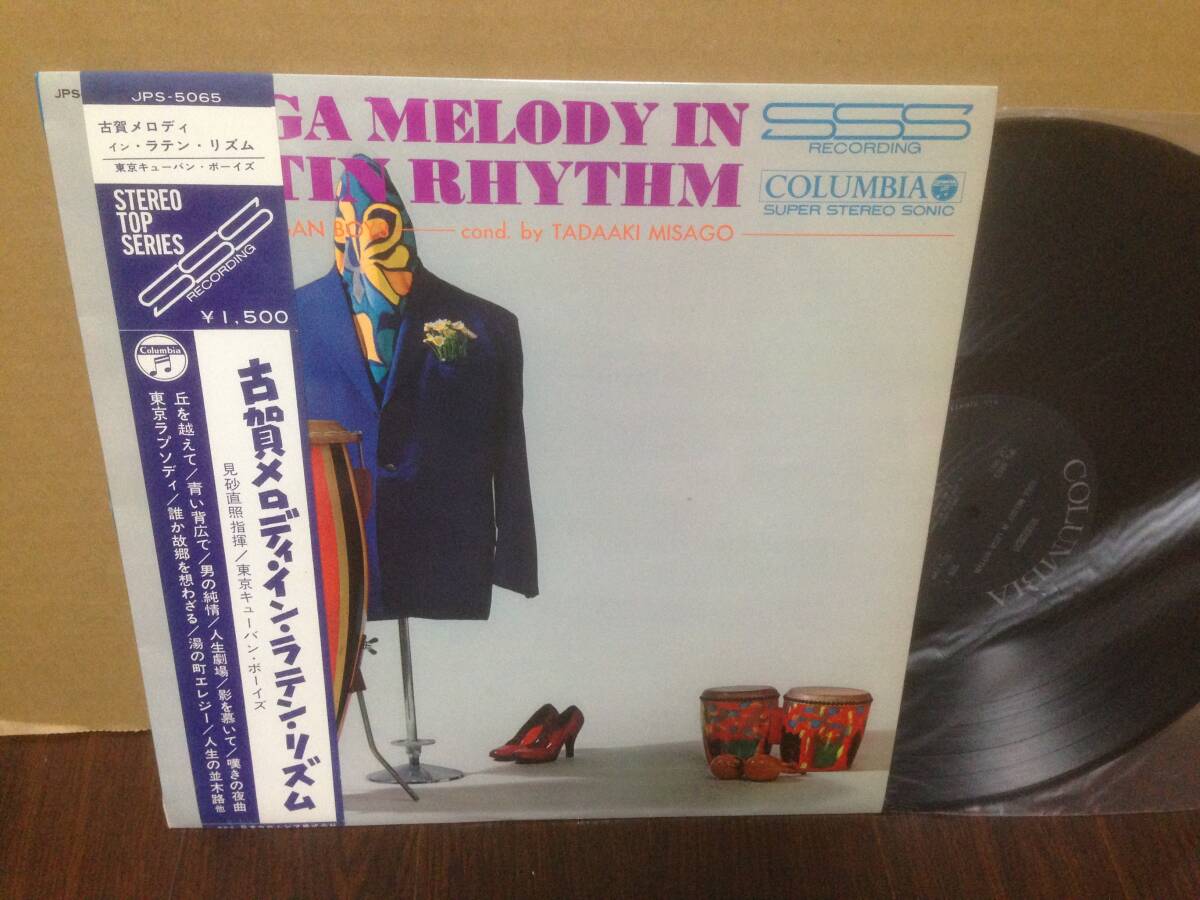 JPS-
JPS-5065
古賀メロディ
イン・ラテン・リズム
東京キューバン・ボーイズ
STEREO
TOP
SERIES
SSS
RECORDING
¥1,500
Columbia
古賀メロディ・イン・ラテン・リズム
見砂直照指揮/東京キューバン・ボーイズ
丘を越えて/青い背広で/男の純情/人生劇場/影を慕いて/嘆きの夜曲
東京ラプソディ/誰か故郷を想わざる/湯の町エレジー/人生の並木路他
GA MELODY IN
TIN RHYTHM
BOYS cond. by TADAAKI MISAGO
SSS
RECORDING
COLUMBIA
SUPER STEREO SONIC
COLUMBIA